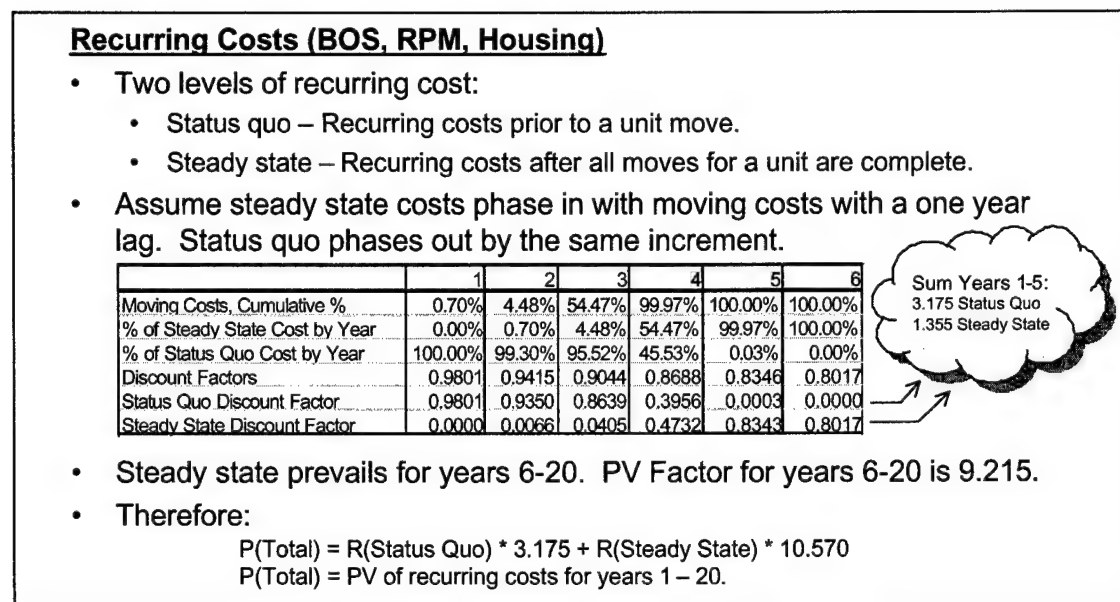 Recurring Costs (BOS, RPM, Housing)
• Two levels of recurring cost:
• Status quo – Recurring costs prior to a unit move.
• Steady state – Recurring costs after all moves for a unit are complete.
• Assume steady state costs phase in with moving costs with a one year
lag. Status quo phases out by the same increment.
1 2 3 4 5 6
Moving Costs, Cumulative % 0.70% 4.48% 54.47% 99.97% 100.00% 100.00%
% of Steady State Cost by Year 0.00% 0.70% 4.48% 54.47% 99.97% 100.00%
% of Status Quo Cost by Year 100.00% 99.30% 95.52% 45.53% 0.03% 0.00%
Discount Factors 0.9801 0.9415 0.9044 0.8688 0.8346 0.8017
Status Quo Discount Factor 0.9801 0.9350 0.8639 0.3956 0.0003 0.0000
Steady State Discount Factor 0.0000 0.0066 0.0405 0.4732 0.8343 0.8017
Sum Years 1-5:
3.175 Status Quo
1.355 Steady State
• Steady state prevails for years 6-20. PV Factor for years 6-20 is 9.215.
• Therefore:
P(Total) = R(Status Quo) * 3.175 + R(Steady State) * 10.570
P(Total) = PV of recurring costs for years 1 – 20.